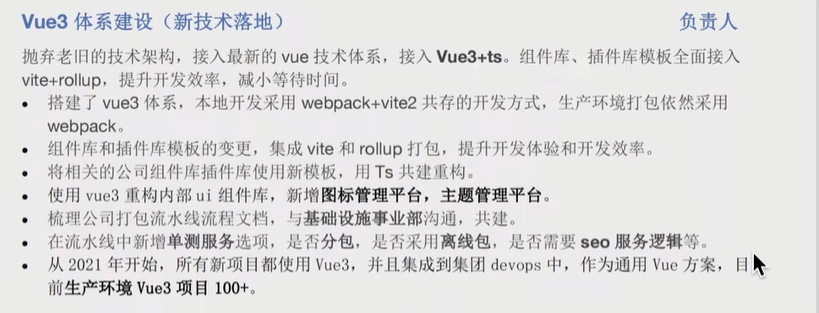 Vue3 体系建设（新技术落地） 负责人
抛弃老旧的技术架构，接入最新的 vue 技术体系，接入 Vue3+ts。组件库、插件库模板全面接入
vite+rollup，提升开发效率，减小等待时间。
• 搭建了 vue3 体系，本地开发采用 webpack+vite2 共存的开发方式，生产环境打包依然采用
webpack。
• 组件库和插件库模板的变更，集成 vite 和 rollup 打包，提升开发体验和开发效率。
• 将相关的公司组件库插件库使用新模板，用 Ts 共建重构。
• 使用 vue3 重构内部 ui 组件库，新增图标管理平台，主题管理平台。
• 梳理公司打包流水线流程文档，与基础设施事业部沟通，共建。
• 在流水线中新增单测服务选项，是否分包，是否采用离线包，是否需要 seo 服务逻辑等。
• 从 2021 年开始，所有新项目都使用 Vue3，并且集成到集团 devops 中，作为通用 Vue 方案，目
前生产环境 Vue3 项目 100+。